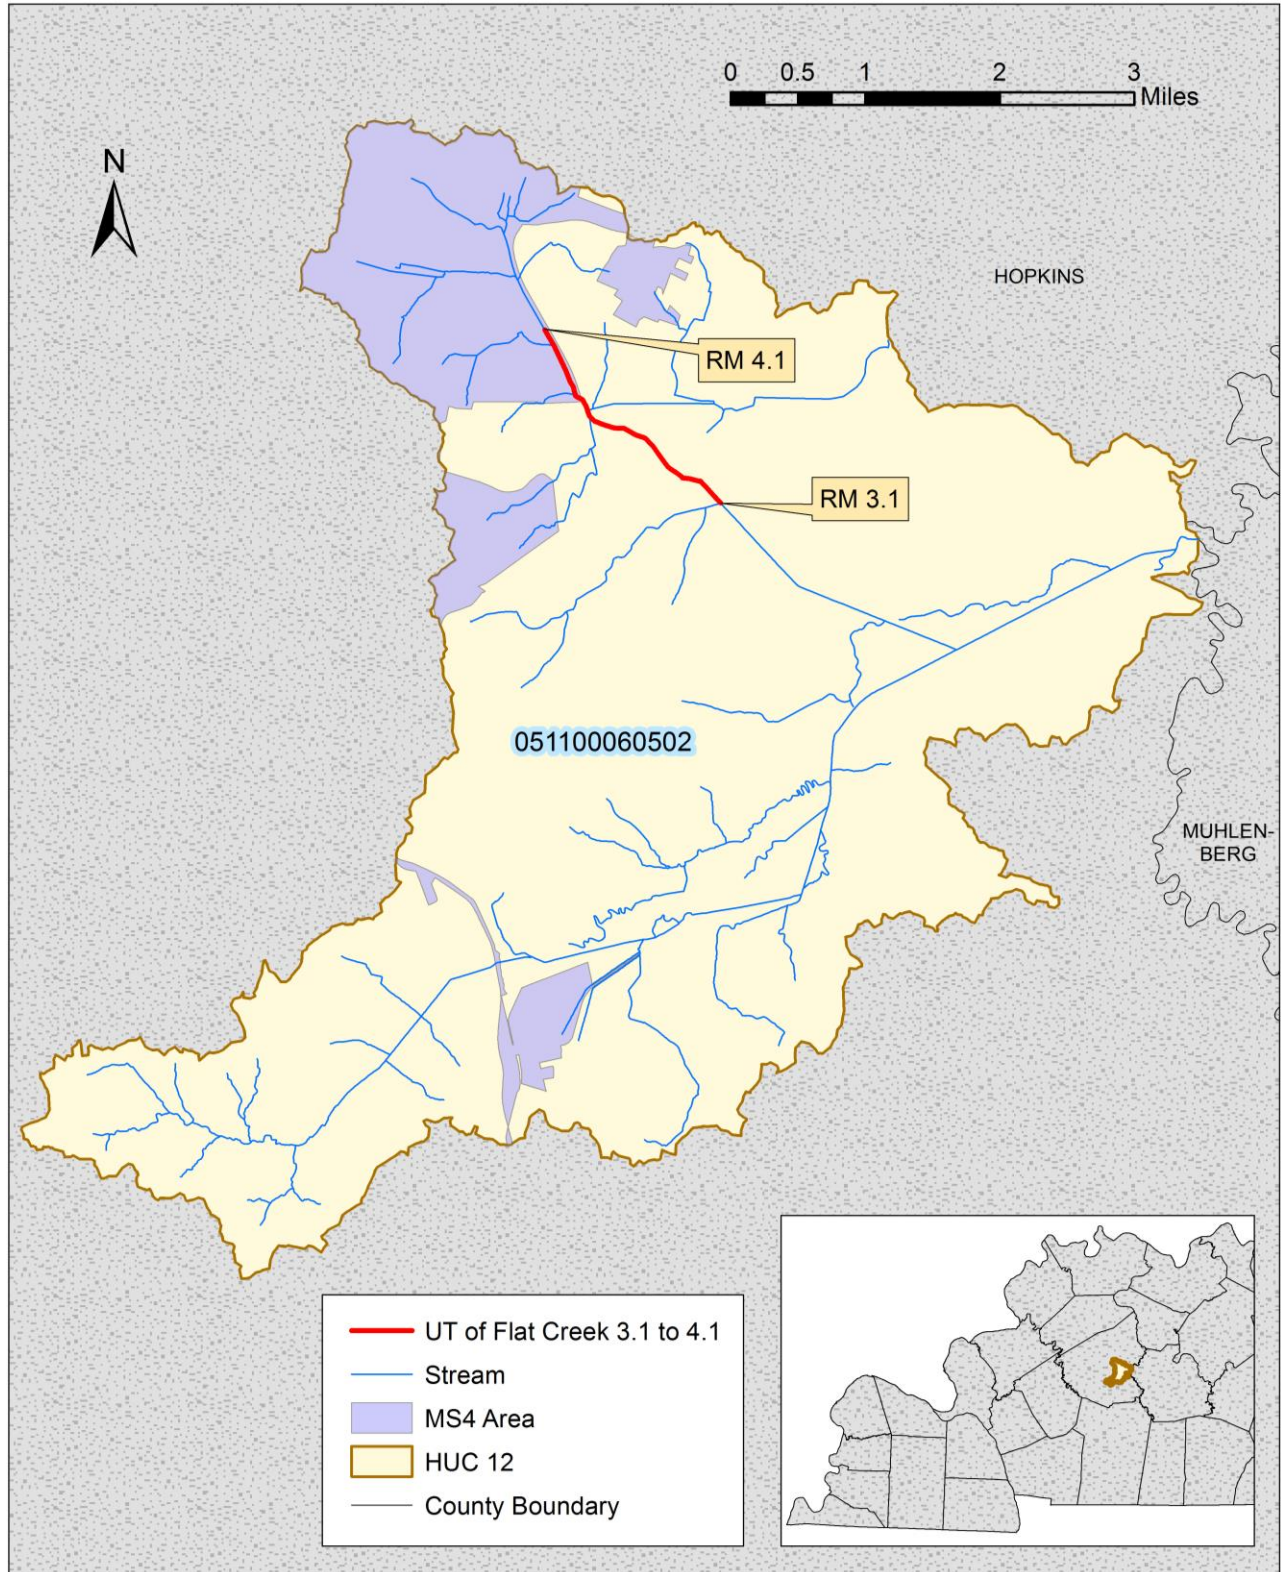 0 0.5 1 2 3
Miles
N
HOPKINS
RM 4.1
RM 3.1
051100060502
MUHLEN-
BERG
UT of Flat Creek 3.1 to 4.1
Stream
MS4 Area
HUC 12
County Boundary